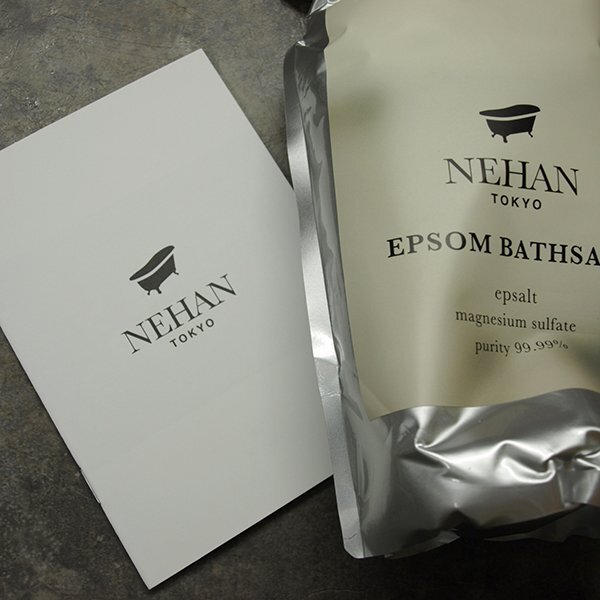 NEHAN
TOKYO
NEHAN
TOKYO
EPSOM BATHSA
epsalt
magnesium sulfate
purity 99.99%